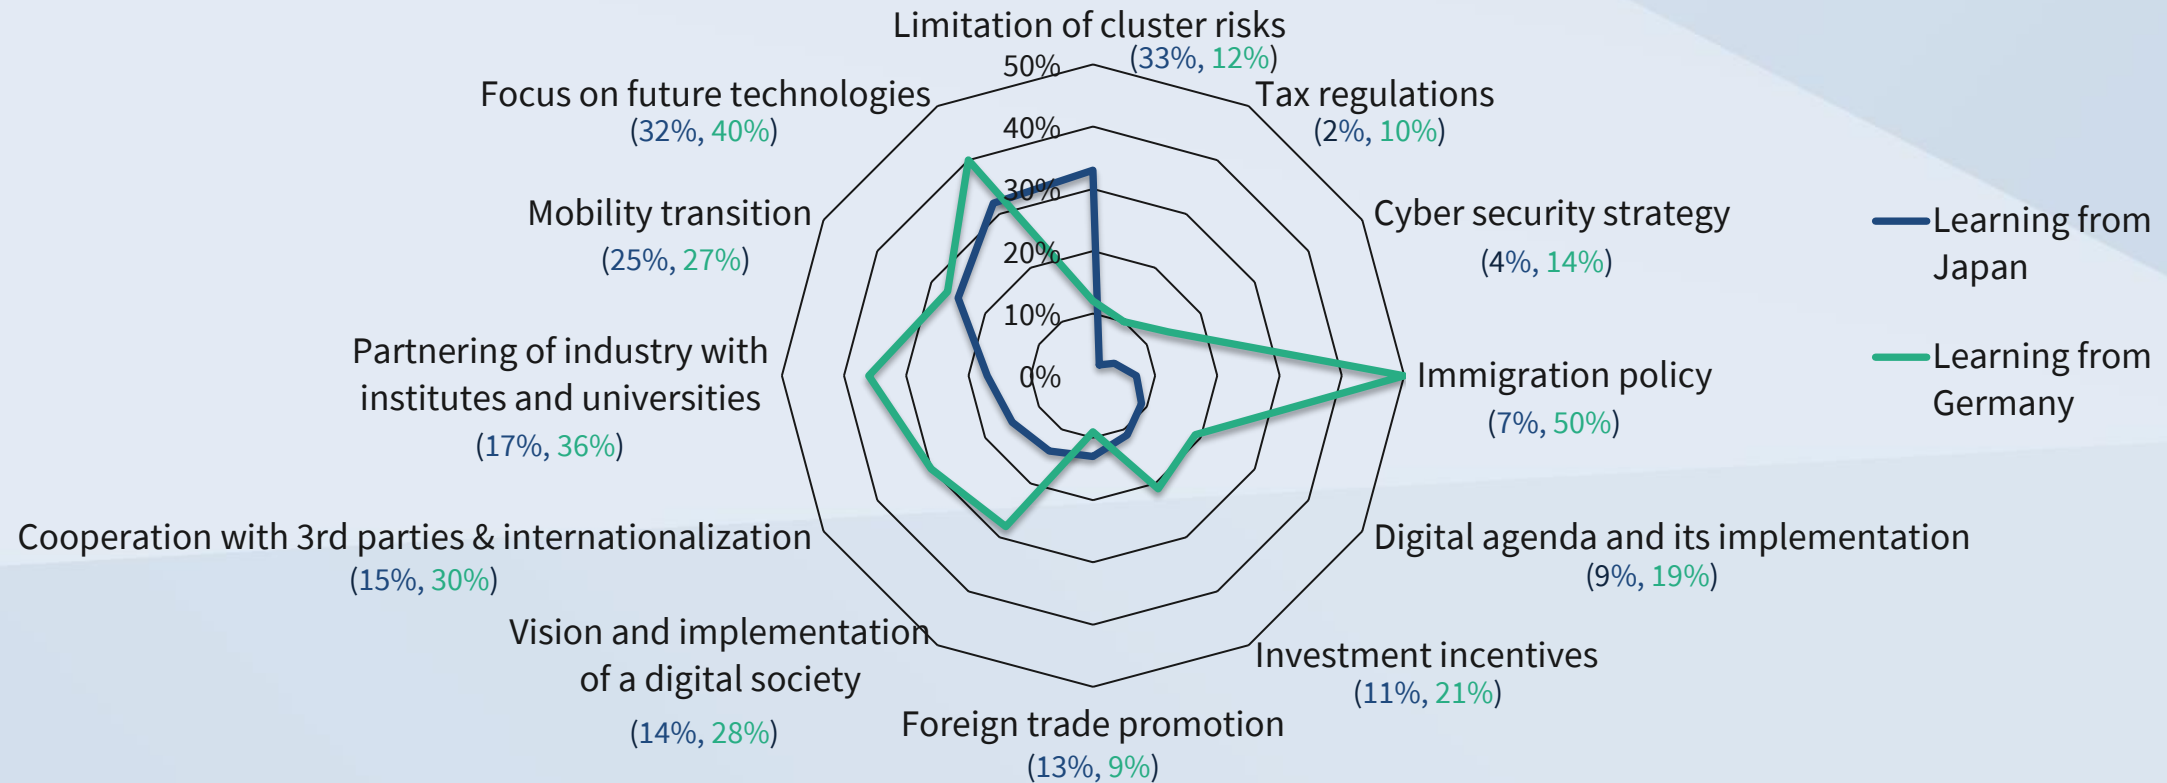 Limitation of cluster risks
(33%, 12%)
50%
40%
30%
20%
10%
0%
Tax regulations
(2%, 10%)
Cyber security strategy
(4%, 14%)
Immigration policy
(7%, 50%)
Digital agenda and its implementation
(9%, 19%)
Investment incentives
(11%, 21%)
Foreign trade promotion
(13%, 9%)
Vision and implementation
of a digital society
(14%, 28%)
Cooperation with 3rd parties & internationalization
(15%, 30%)
Partnering of industry with
institutes and universities
(17%, 36%)
Mobility transition
(25%, 27%)
Focus on future technologies
(32%, 40%)
Learning from
Japan
Learning from
Germany